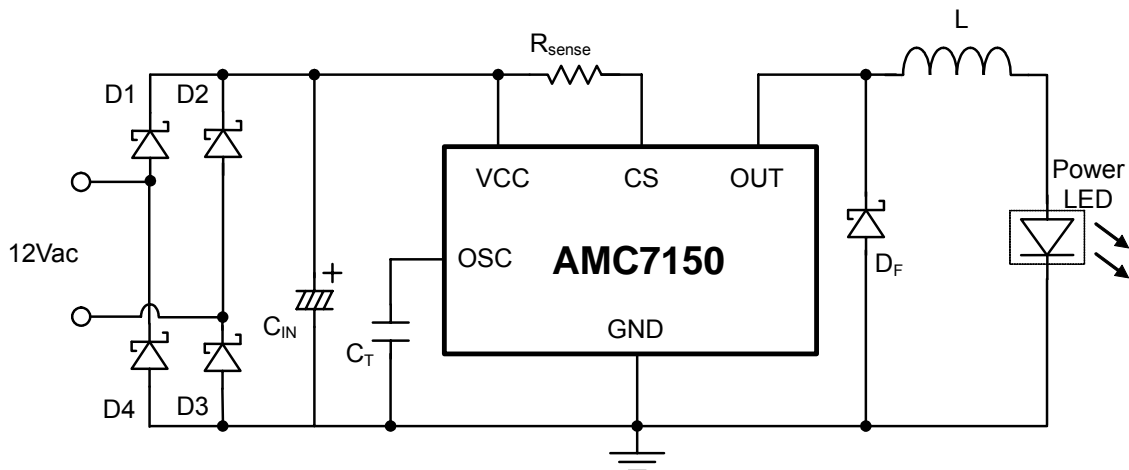 L
Rsense
D1
D2
Power
LED
VCC
CS
OUT
12Vac
OSC
AMC7150
DF
+
CIN
CT
GND
D4
D3